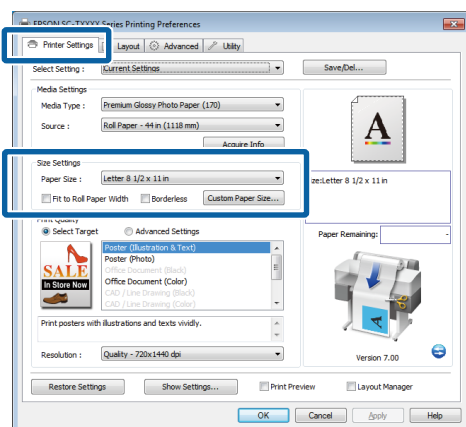 EPSON SC-TXXXX Series Printing Preferences
Printer Settings Layout Advanced Utility
Select Setting : Current Settings Save/Del...
Media Settings
Media Type : Premium Glossy Photo Paper (170)
Source : Roll Paper - 44 in (1118 mm)
Acquire Info
A
Size Settings
Paper Size : Letter 8 1/2 x 11 in
ze:Letter 8 1/2 x 11 in
Fit to Roll Paper Width Borderless Custom Paper Size...
Print Quality
Select Target Advanced Settings
Paper Remaining: -
SALE
In Store Now
Poster (Illustration & Text)
Poster (Photo)
Office Document (Black)
Office Document (Color)
CAD / Line Drawing (Black)
CAD / Line Drawing (Color)
Print posters with illustrations and texts vividly.
Resolution : Quality - 720x1440 dpi
Version 7.00
Restore Settings Show Settings... Print Preview Layout Manager
OK Cancel Apply Help